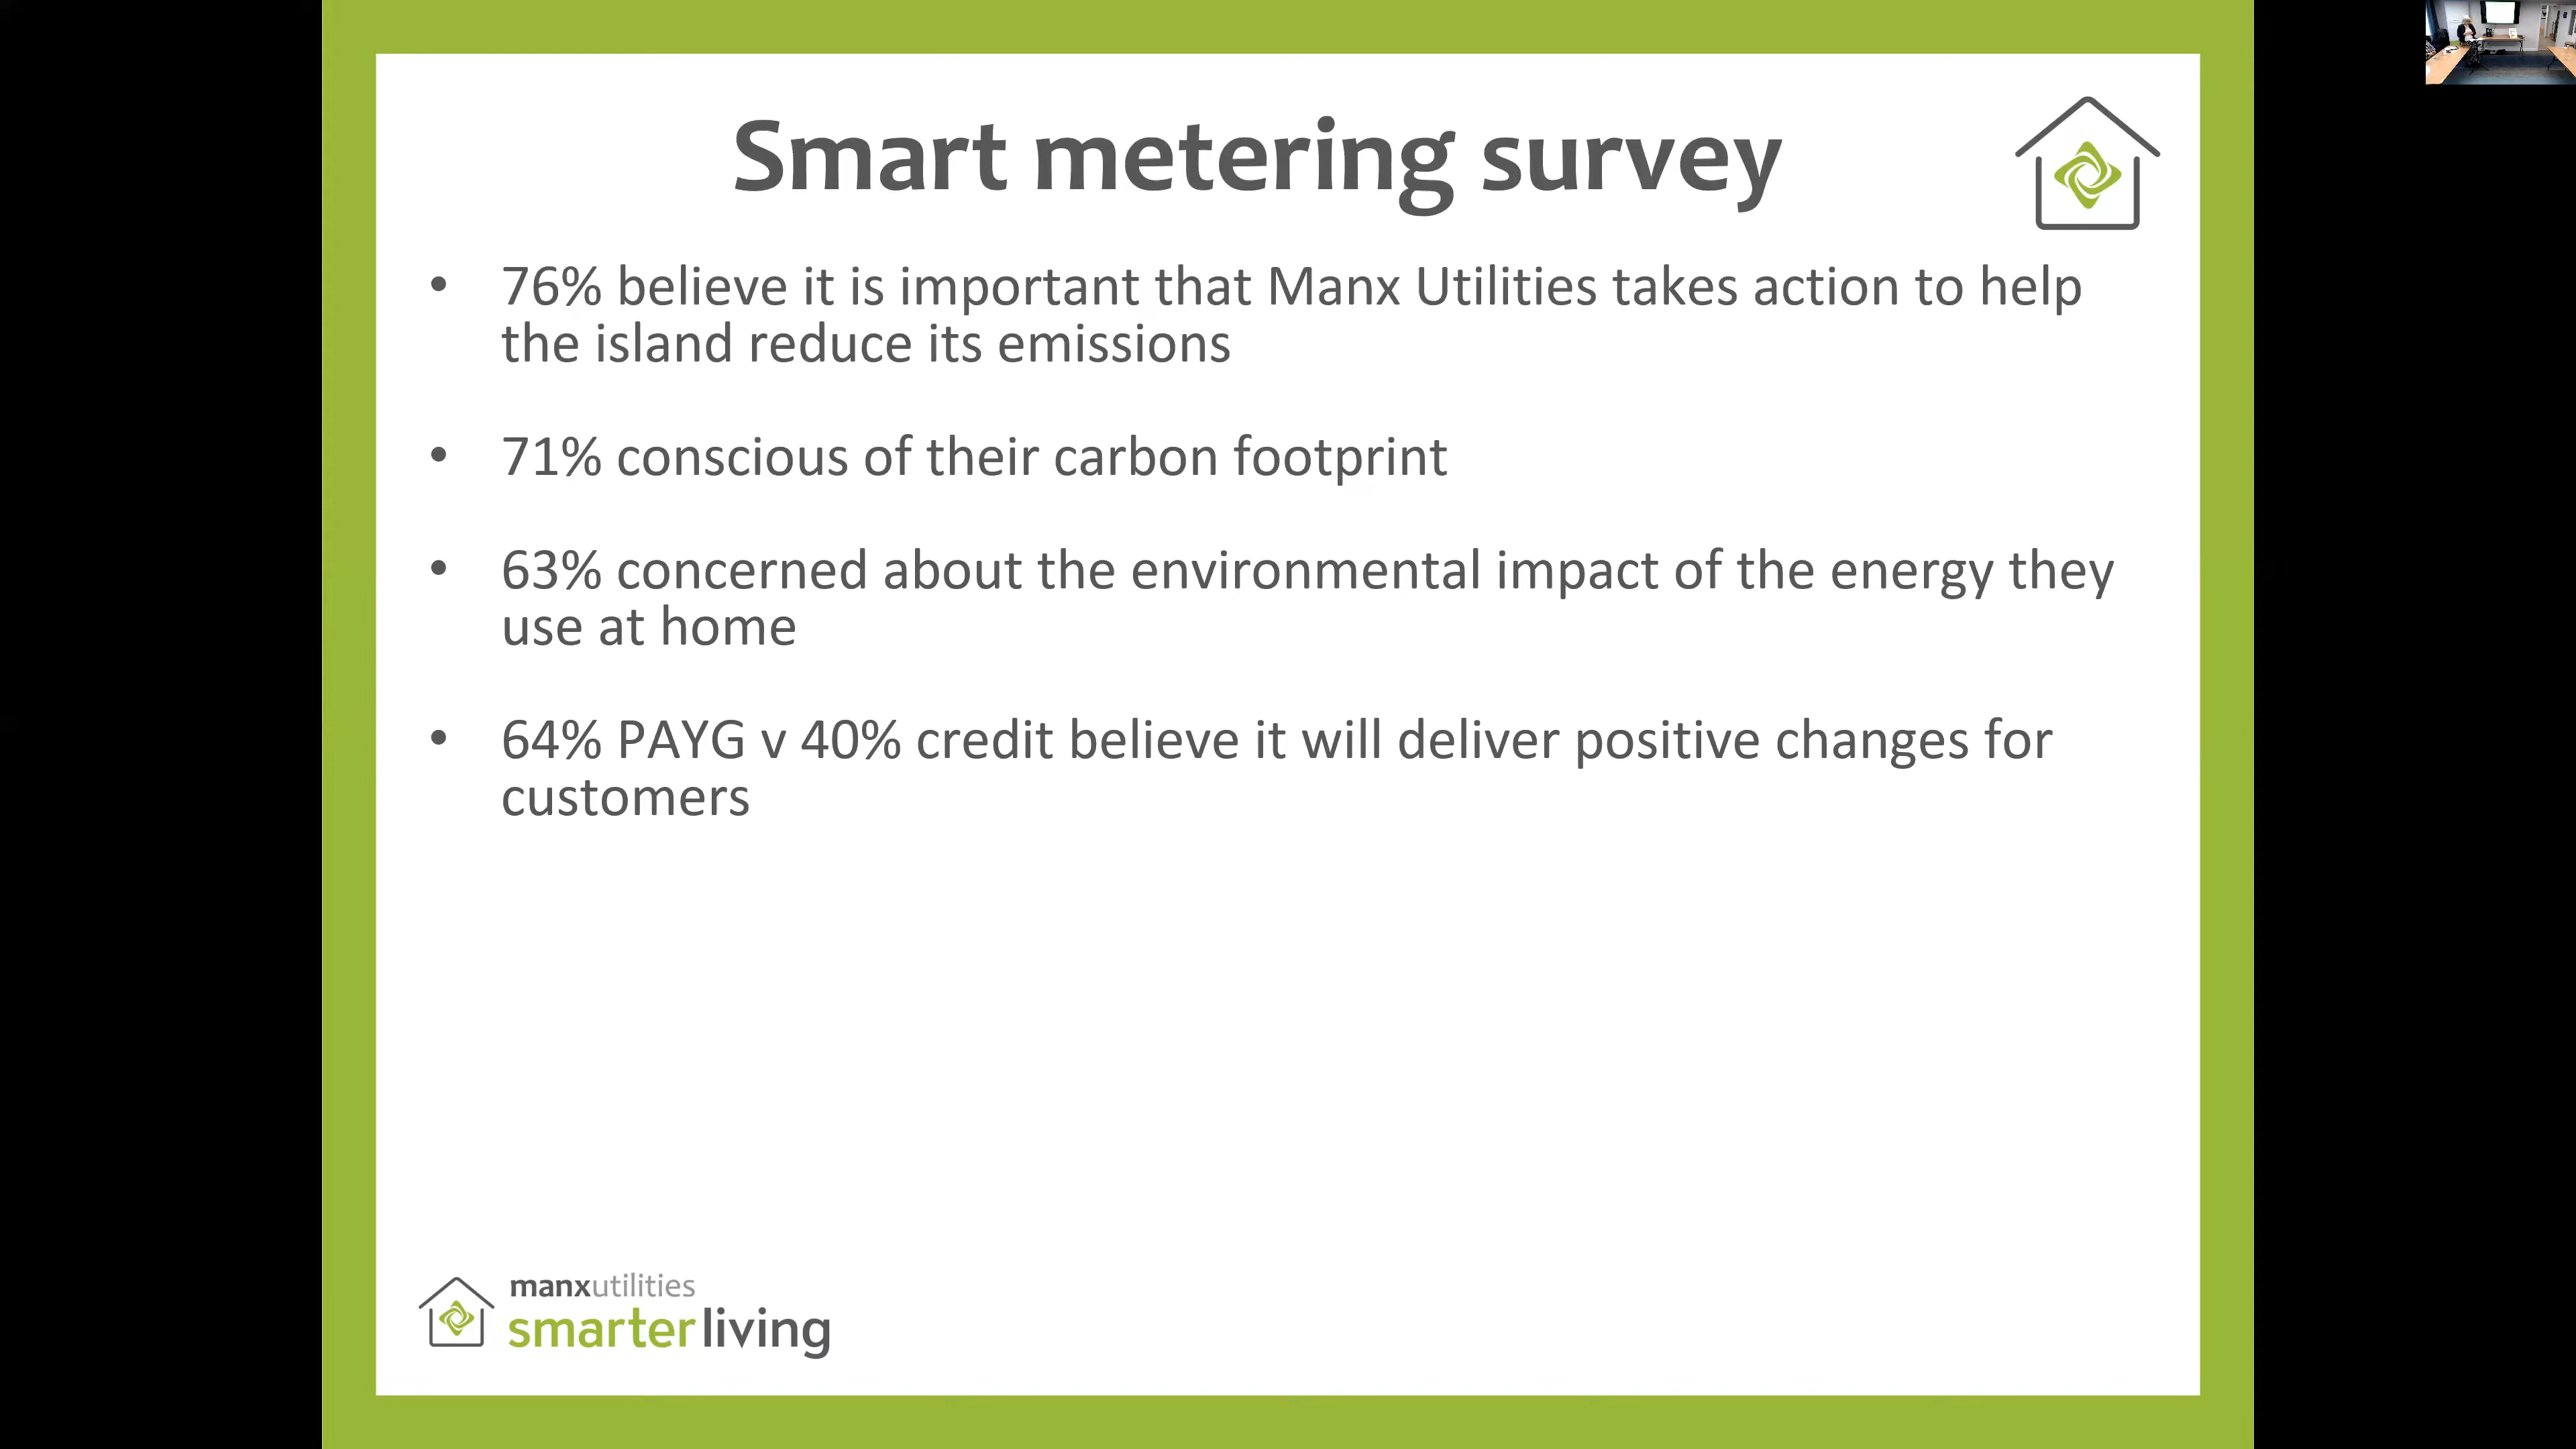 Smart metering survey
• 76% believe it is important that Manx Utilities takes action to help
the island reduce its emissions
• 71% conscious of their carbon footprint
• 63% concerned about the environmental impact of the energy they
use at home
• 64% PAYG v 40% credit believe it will deliver positive changes for
customers
manxutilities
smarterliving